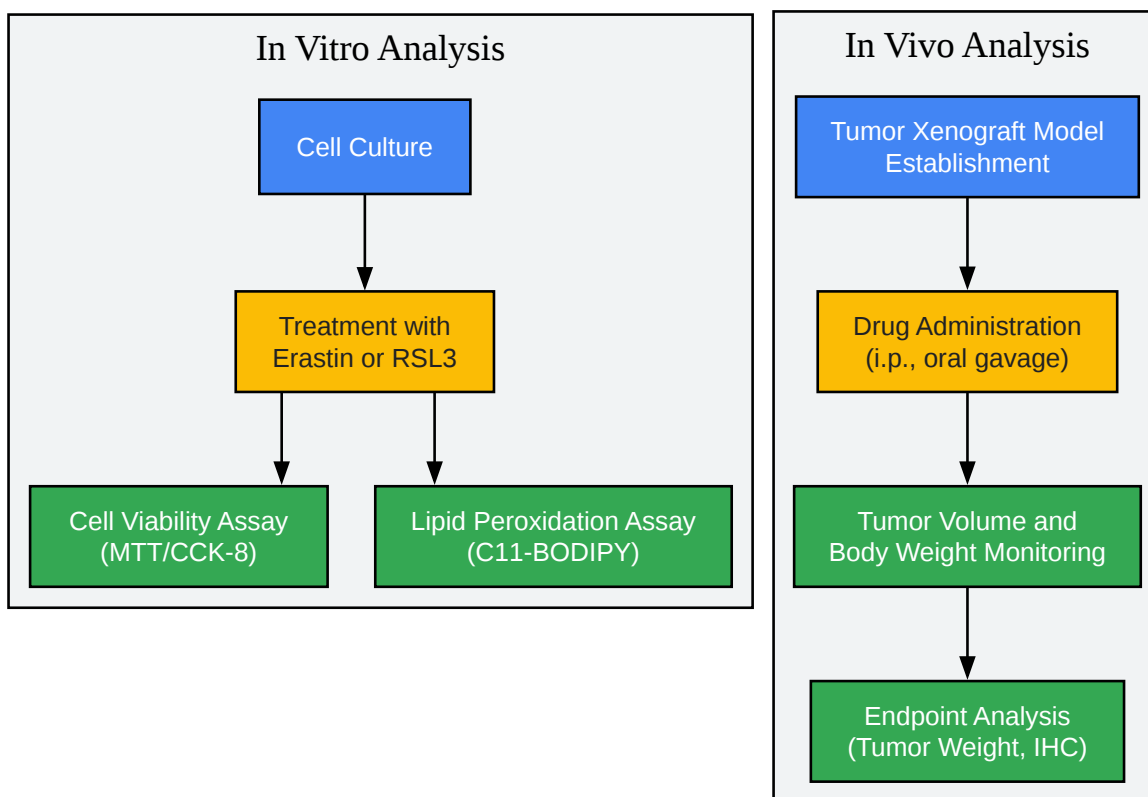 In Vitro Analysis
Cell Culture
Treatment with
Erastin or RSL3
Cell Viability Assay
(MTT/CCK-8)
Lipid Peroxidation Assay
(C11-BODIPY)
In Vivo Analysis
Tumor Xenograft Model
Establishment
Drug Administration
(i.p., oral gavage)
Tumor Volume and
Body Weight Monitoring
Endpoint Analysis
(Tumor Weight, IHC)